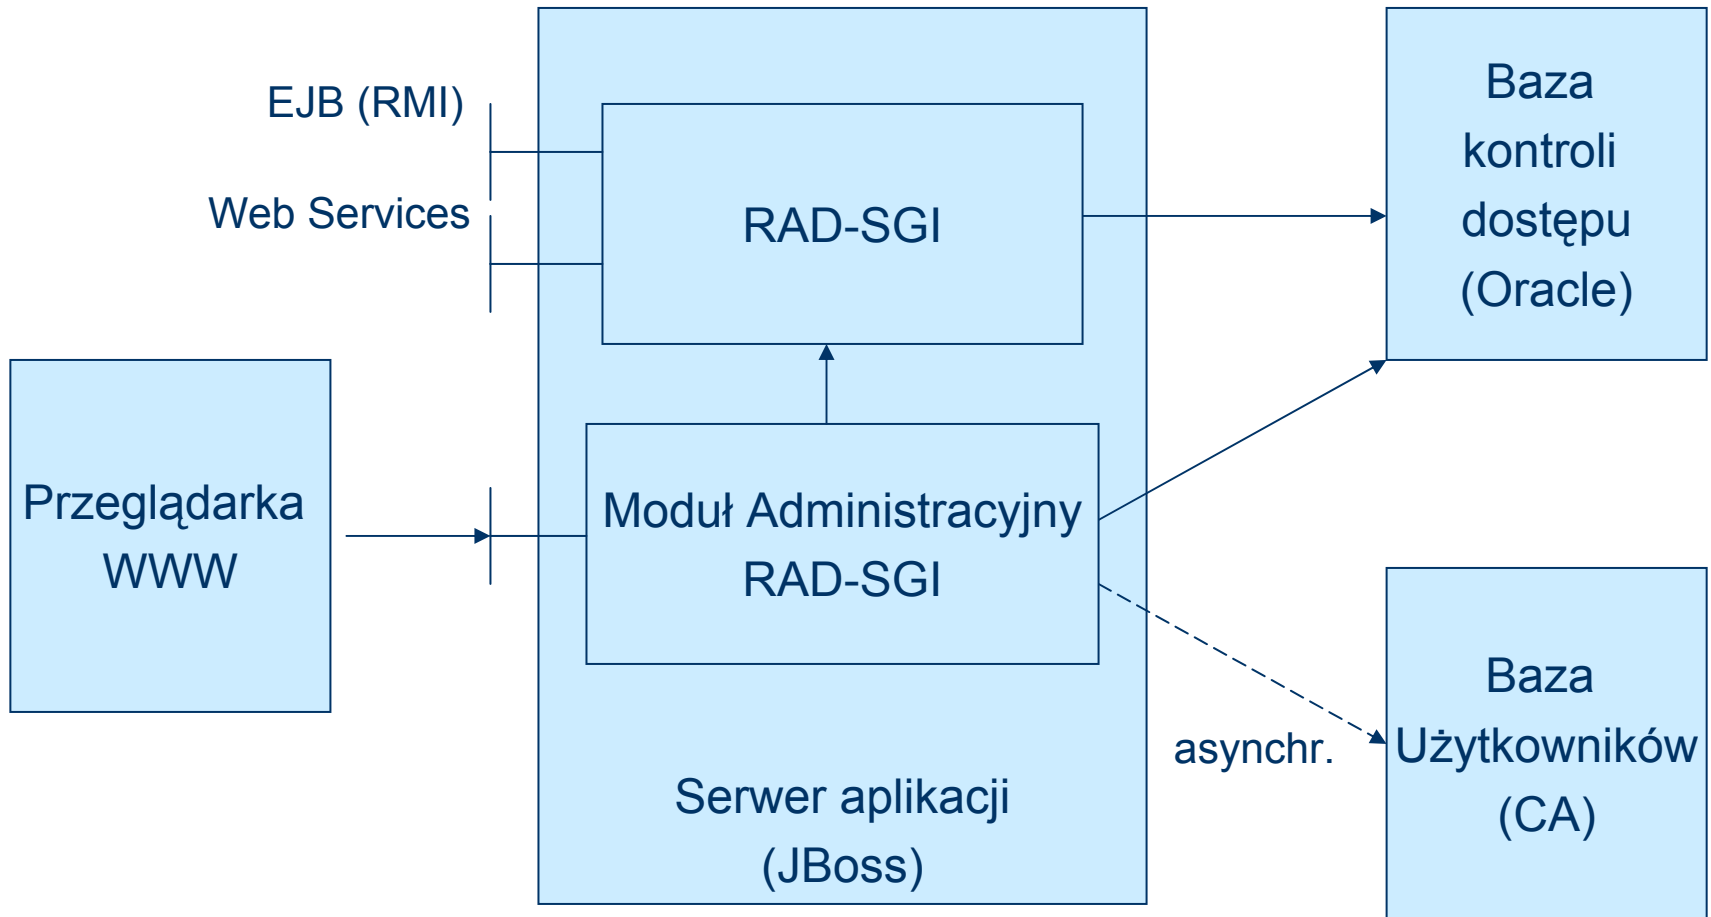 EJB (RMI)
Web Services
RAD-SGI
Baza
kontroli
dostępu
(Oracle)
Przeglądarka
WWW
Moduł Administracyjny
RAD-SGI
asynchr.
Baza
Użytkowników
(CA)
Serwer aplikacji
(JBoss)